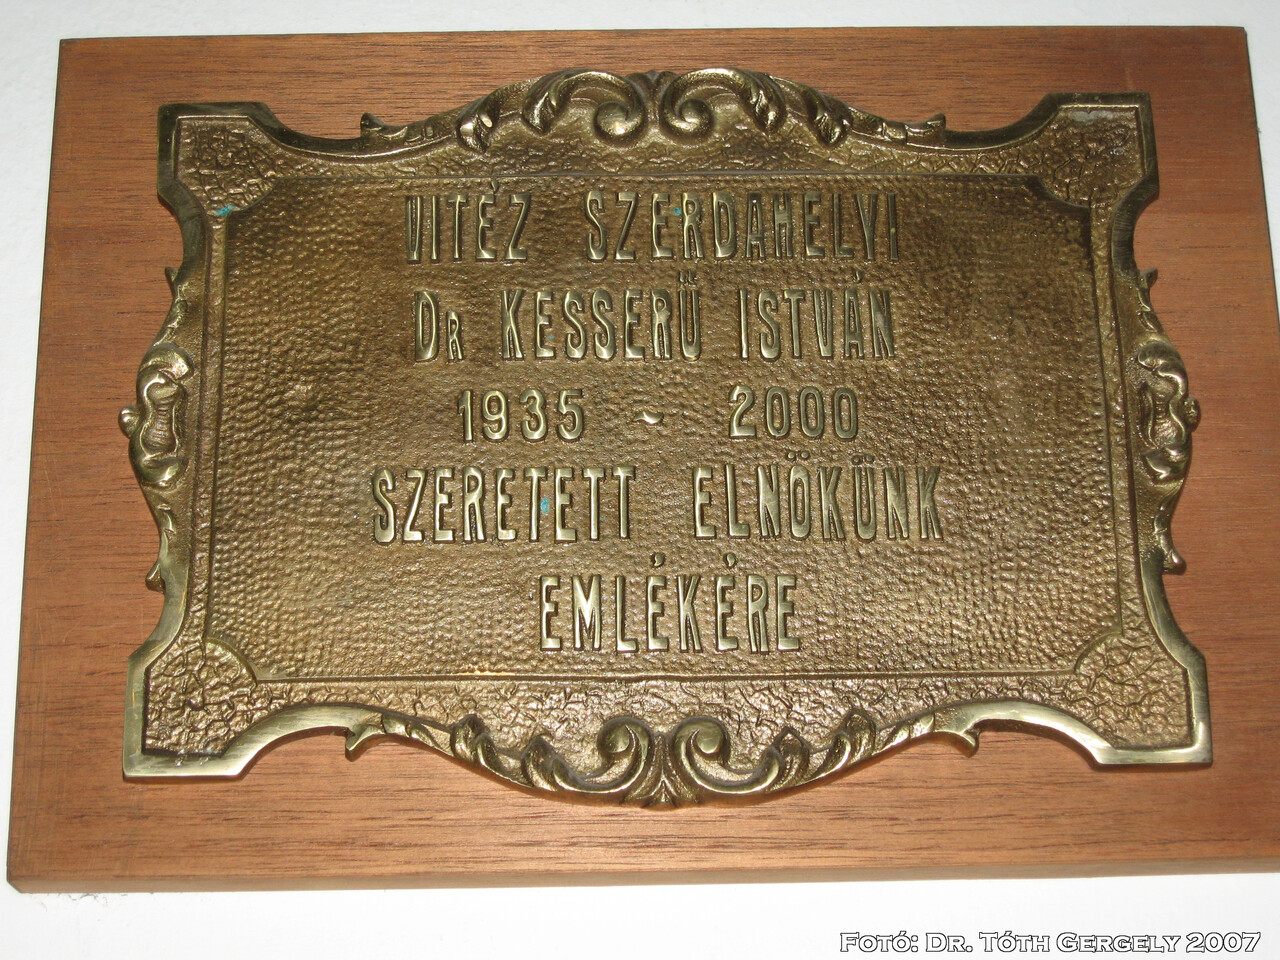 VITÉZ SZERDAHELYI
DR KESSERŰ ISTVÁN
1935 ~ 2000
SZERETETT ELNÖKÜNK
EMLÉKÉRE
FOTÓ: DR. TÓTH GERGELY 2007